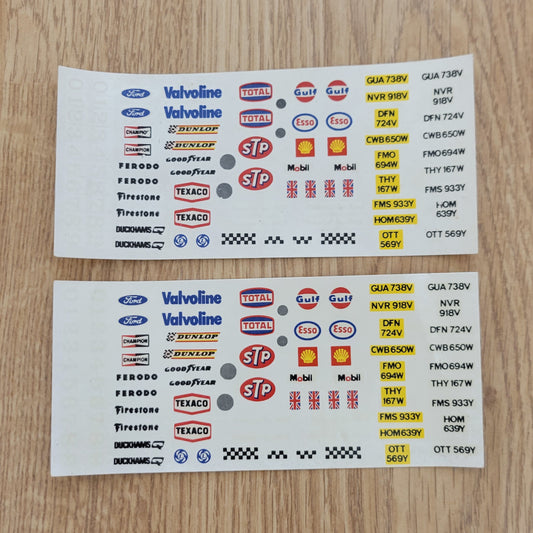 Ford
Valvoline
TOTAL
Gulf
Gulf
GUA 738V
GUA 738V
Ford
Valvoline
TOTAL
Esso
Esso
NVR 918V
NVR
918V
CHAMPION
DUNLOP
DFN
724V
DFN 724V
CHAMPION
DUNLOP
STP
CWB 650W
CWB 650W
FERODO
GOODYEAR
Mobil
Mobil
FMO
694W
FMO 694W
FERODO
GOODYEAR
STP
THY
167W
THY 167W
Firestone
TEXACO
FMS 933Y
FMS 933Y
Firestone
TEXACO
HOM 639Y
HOM
639Y
DUCKHAMS
DUCKHAMS
OTT
569Y
OTT 569Y
Ford
Valvoline
TOTAL
Gulf
Gulf
GUA 738V
GUA 738V
Ford
Valvoline
TOTAL
Esso
Esso
NVR 918V
NVR
918V
CHAMPION
DUNLOP
DFN
724V
DFN 724V
CHAMPION
DUNLOP
STP
CWB 650W
CWB 650W
FERODO
GOODYEAR
Mobil
Mobil
FMO
694W
FMO 694W
FERODO
GOODYEAR
STP
THY
167W
THY 167W
Firestone
TEXACO
FMS 933Y
HOM
639Y
Firestone
TEXACO
HOM 639Y
DUCKHAMS
DUCKHAMS
OTT
569Y
OTT 569Y